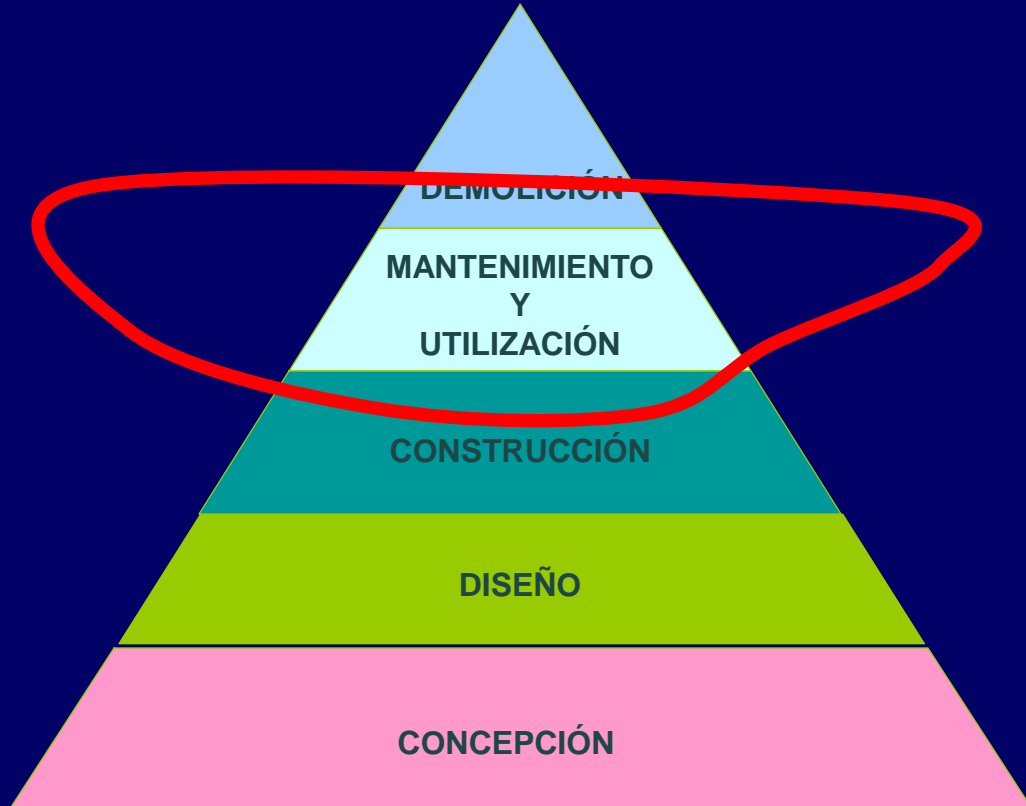 DEMOLICIÓN
MANTENIMIENTO
Y
UTILIZACIÓN
CONSTRUCCIÓN
DISEÑO
CONCEPCIÓN